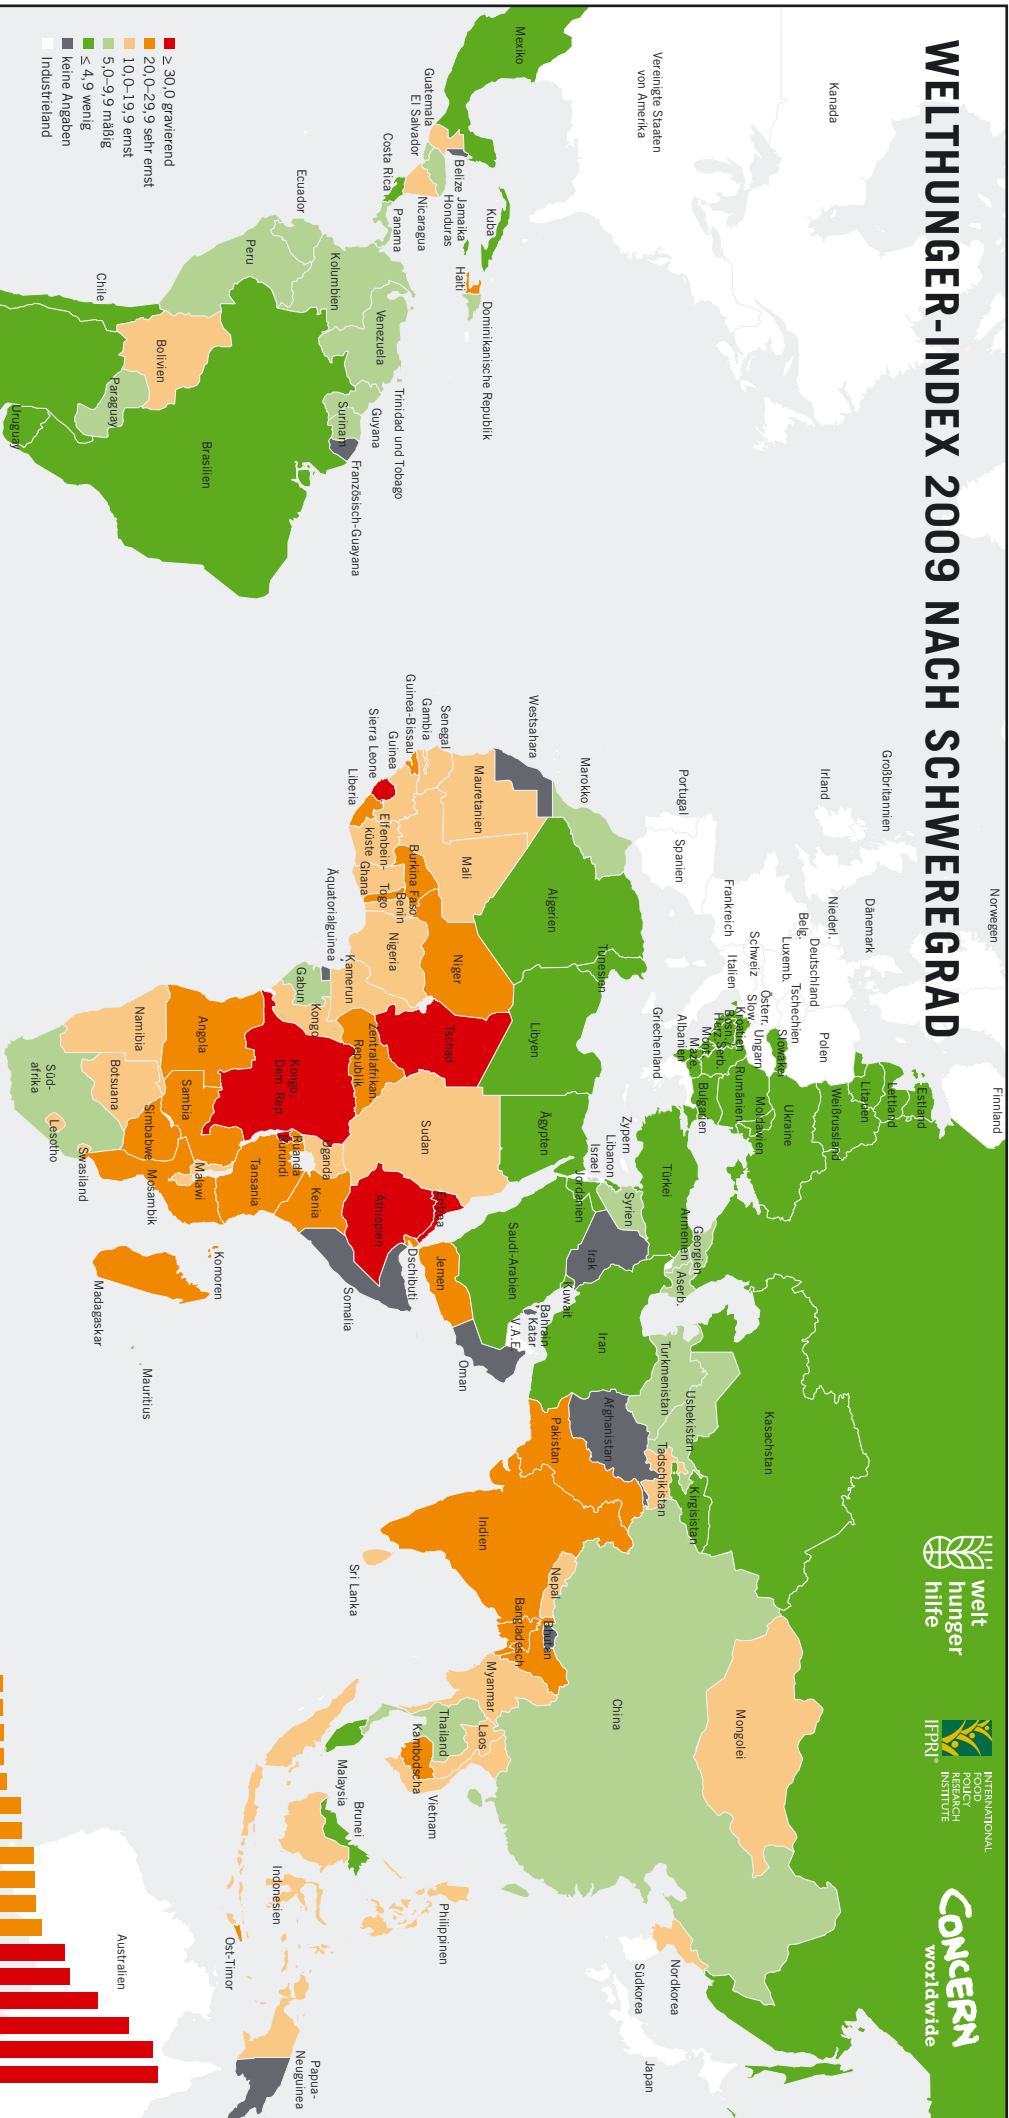 WELTHUNGER-INDEX 2009 NACH SCHWEREGRAD
welt
hunger
hilfe
IFPRI®
INTERNATIONAL
FOOD
POLICY
RESEARCH
INSTITUTE
CONCERN
worldwide
Kanada
Vereinigte Staaten
von Amerika
Mexiko
Guatemala
El Salvador
Belize
Jamaika
Honduras
Nicaragua
Costa Rica
Panama
Kuba
Haiti
Dominikanische Republik
Trinidad und Tobago
Ecuador
Peru
Kolumbien
Venezuela
Guyana
Surinam
Französisch-Guayana
Chile
Bolivien
Paraguay
Brasilien
Uruguay
Norwegen
Finnland
Großbritannien
Irland
Dänemark
Niederl.
Belg.
Deutschland
Luxemb.
Tschechien
Polen
Schweiz
Österr.
Slow.
Ungarn
Slowakei
Frankreich
Italien
Kroatien
Bosn.-
Herz.
Serb.
Mont.
Maze.
Albanien
Griechenland
Portugal
Spanien
Estland
Lettland
Litauen
Weißrussland
Ukraine
Moldawien
Rumänien
Bulgarien
Türkei
Zypern
Libanon
Israel
Jordanien
Syrien
Armenien
Georgien
Aserb.
Irak
Kuwait
Bahrain
Katar
V.A.E.
Saudi-Arabien
Jemen
Oman
Iran
Turkmenistan
Usbekistan
Kasachstan
Tadschikistan
Kirgisistan
Afghanistan
Pakistan
Indien
Nepal
Bhutan
Bangladesch
Sri Lanka
Myanmar
China
Mongolei
Laos
Thailand
Kambodscha
Vietnam
Malaysia
Brunei
Indonesien
Philippinen
Ost-Timor
Nordkorea
Südkorea
Japan
Papua-
Neuguinea
Australien
Westsahara
Marokko
Algerien
Tunesien
Libyen
Ägypten
Mauretanien
Mali
Senegal
Gambia
Guinea-Bissau
Guinea
Sierra Leone
Liberia
Elfenbein-
küste
Ghana
Burkina Faso
Togo
Benin
Niger
Nigeria
Tschad
Sudan
Eritrea
Dschibuti
Äthiopien
Somalia
Äquatorialguinea
Kamerun
Zentralafrikan.
Republik
Gabun
Kongo
Kongo,
Dem. Rep.
Uganda
Ruanda
Burundi
Kenia
Tansania
Angola
Sambia
Malawi
Simbabwe
Mosambik
Namibia
Botsuana
Süd-
afrika
Lesotho
Swasiland
Komoren
Madagaskar
Mauritius
≥ 30,0 gravierend
20,0–29,9 sehr ernst
10,0–19,9 ernst
5,0–9,9 mäßig
≤ 4,9 wenig
keine Angaben
Industrieland